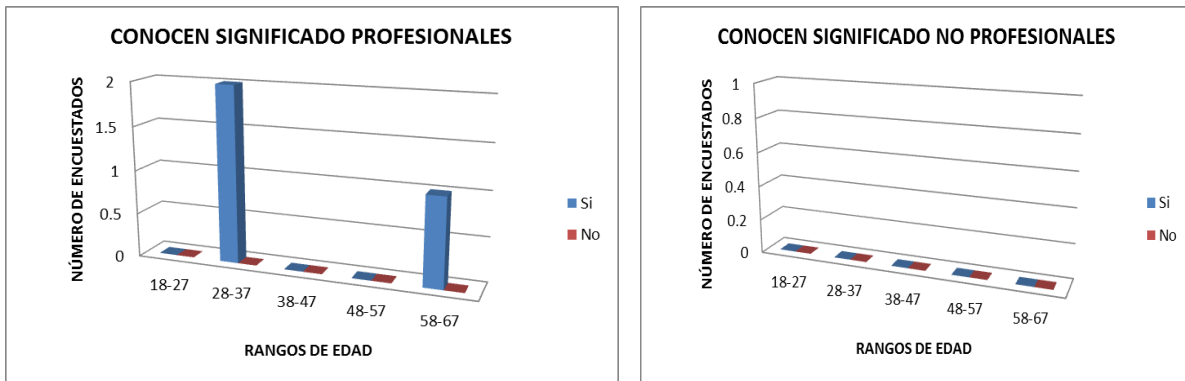 CONOCEN SIGNIFICADO PROFESIONALES
NÚMERO DE ENCUESTADOS
2
1.5
1
0.5
0
18-27
28-37
38-47
48-57
58-67
RANGOS DE EDAD
Si
No
CONOCEN SIGNIFICADO NO PROFESIONALES
NÚMERO DE ENCUESTADOS
1
0.8
0.6
0.4
0.2
0
18-27
28-37
38-47
48-57
58-67
RANGOS DE EDAD
Si
No